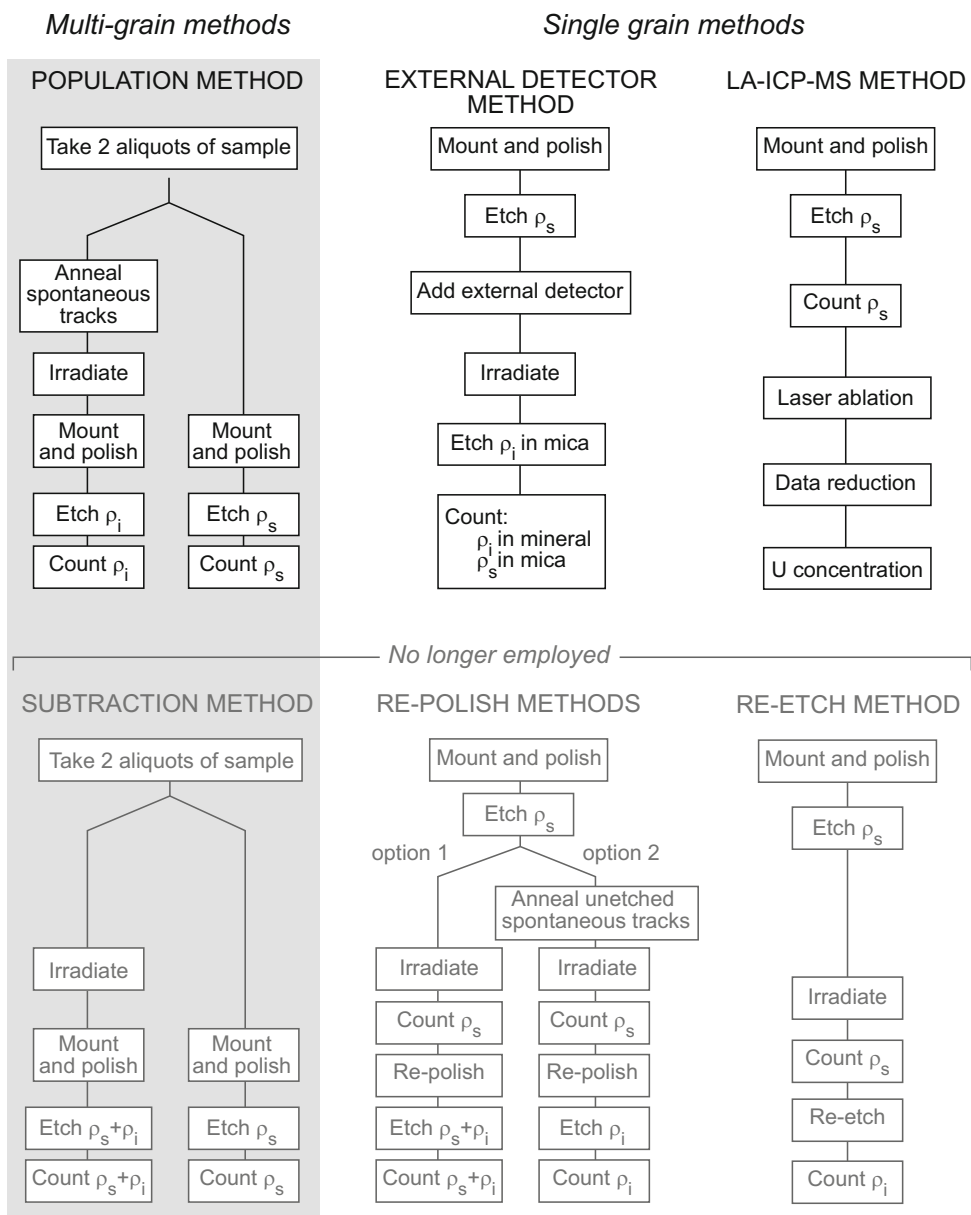 Multi-grain methods
Single grain methods
POPULATION METHOD
Take 2 aliquots of sample
Anneal
spontaneous
tracks
Irradiate
Mount
and polish
Etch ρi
Count ρi
Mount
and polish
Etch ρs
Count ρs
EXTERNAL DETECTOR
METHOD
Mount and polish
Etch ρs
Add external detector
Irradiate
Etch ρi in mica
Count:
ρi in mineral
ρs in mica
LA-ICP-MS METHOD
Mount and polish
Etch ρs
Count ρs
Laser ablation
Data reduction
U concentration
No longer employed
SUBTRACTION METHOD
Take 2 aliquots of sample
Irradiate
Mount
and polish
Etch ρs+ρi
Count ρs+ρi
Mount
and polish
Etch ρs
Count ρs
RE-POLISH METHODS
Mount and polish
Etch ρs
option 1
option 2
Irradiate
Count ρs
Re-polish
Etch ρs+ρi
Count ρs+ρi
Anneal unetched
spontaneous tracks
Irradiate
Count ρs
Re-polish
Etch ρi
Count ρi
RE-ETCH METHOD
Mount and polish
Etch ρs
Irradiate
Count ρs
Re-etch
Count ρi